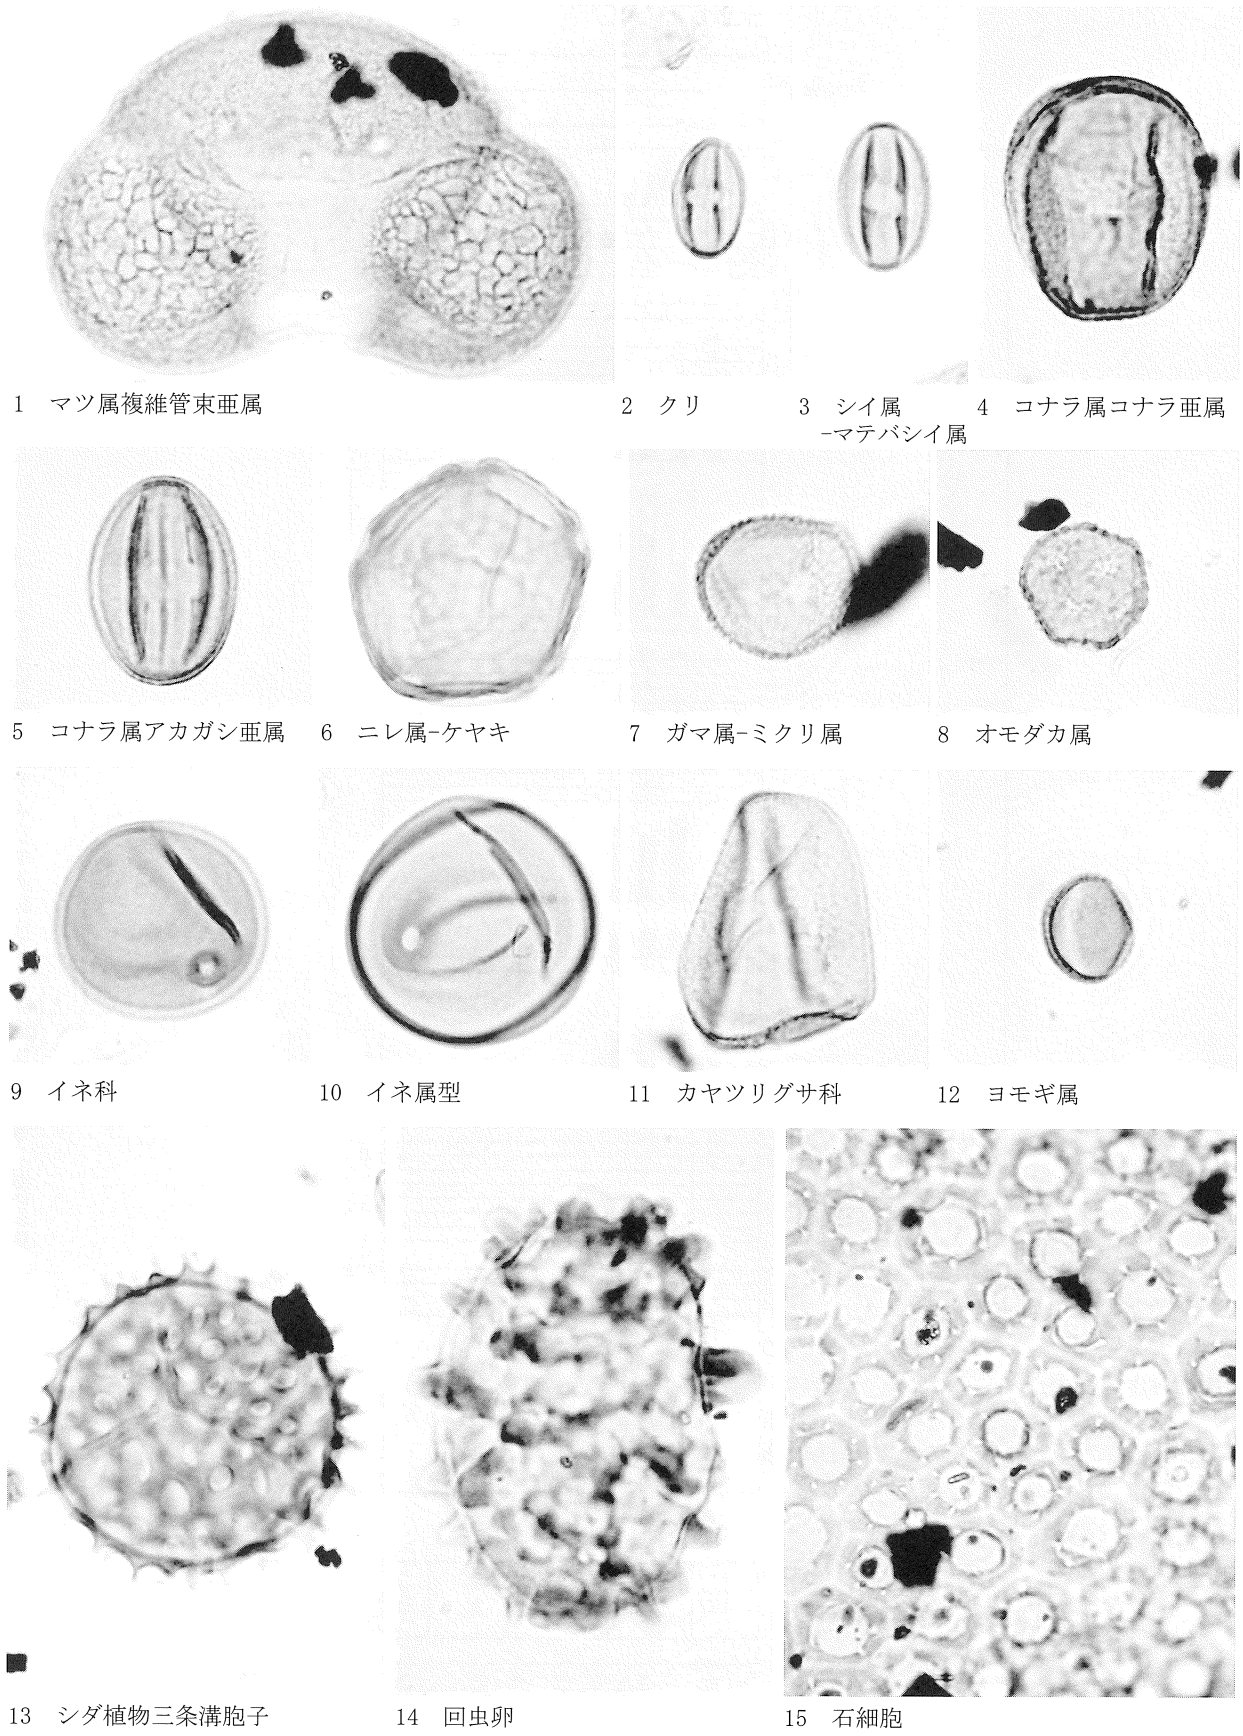 1 マツ属複維管束亜属
2 クリ
3 シイ属
-マテバシイ属
4 コナラ属コナラ亜属
5 コナラ属アカガシ亜属
6 ニレ属-ケヤキ
7 ガマ属-ミクリ属
8 オモダカ属
9 イネ科
10 イネ属型
11 カヤツリグサ科
12 ヨモギ属
13 シダ植物三条溝胞子
14 回虫卵
15 石細胞